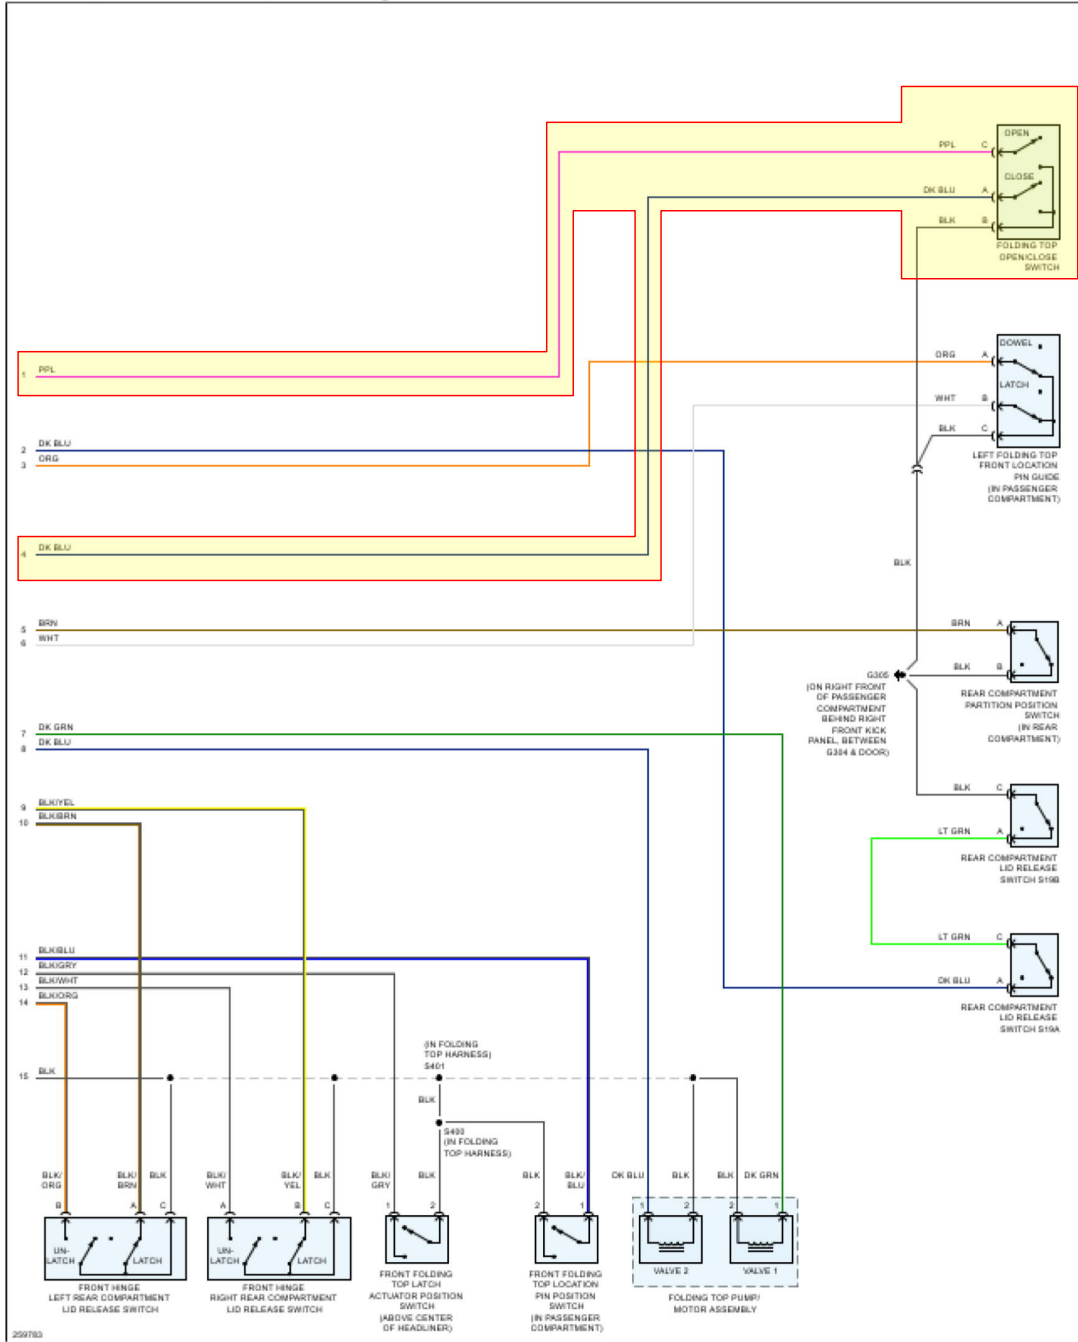 OPEN
PPL C
CLOSE
DK BLU A
BLK B
FOLDING TOP
OPEN/CLOSE
SWITCH
DOWEL
ORG A
LATCH
WHT B
BLK C
LEFT FOLDING TOP
FRONT LOCATION
PIN GUIDE
(IN PASSENGER
COMPARTMENT)
1 PPL
2 DK BLU
3 ORG
4 DK BLU
BLK
5 BRN
6 WHT
BRN A
BLK B
REAR COMPARTMENT
PARTITION POSITION
SWITCH
(IN REAR
COMPARTMENT)
G305
(ON RIGHT FRONT
OF PASSENGER
COMPARTMENT
BEHIND RIGHT
FRONT KICK
PANEL, BETWEEN
G304 & DOOR)
7 DK GRN
8 DK BLU
9 BLK/YEL
10 BLK/BRN
BLK C
LT GRN A
REAR COMPARTMENT
LID RELEASE
SWITCH S19B
LT GRN C
DK BLU A
REAR COMPARTMENT
LID RELEASE
SWITCH S19A
11 BLK/BLU
12 BLK/GRY
13 BLK/WHT
14 BLK/ORG
15 BLK
(IN FOLDING
TOP HARNESS)
S401
BLK
S400
(IN FOLDING
TOP HARNESS)
BLK/
ORG
BLK/
BRN
BLK
BLK/
WHT
BLK/
YEL
BLK
BLK/
GRY
BLK
BLK
BLK/
BLU
DK BLU
BLK
BLK
DK GRN
B A C
A B C
1 2
2 1
1 2
2 1
UN-
LATCH
LATCH
UN-
LATCH
LATCH
VALVE 2
VALVE 1
FRONT HINGE
LEFT REAR COMPARTMENT
LID RELEASE SWITCH
FRONT HINGE
RIGHT REAR COMPARTMENT
LID RELEASE SWITCH
FRONT FOLDING
TOP LATCH
ACTUATOR POSITION
SWITCH
(ABOVE CENTER
OF HEADLINER)
FRONT FOLDING
TOP LOCATION
PIN POSITION
SWITCH
(IN PASSENGER
COMPARTMENT)
FOLDING TOP PUMP/
MOTOR ASSEMBLY
259783